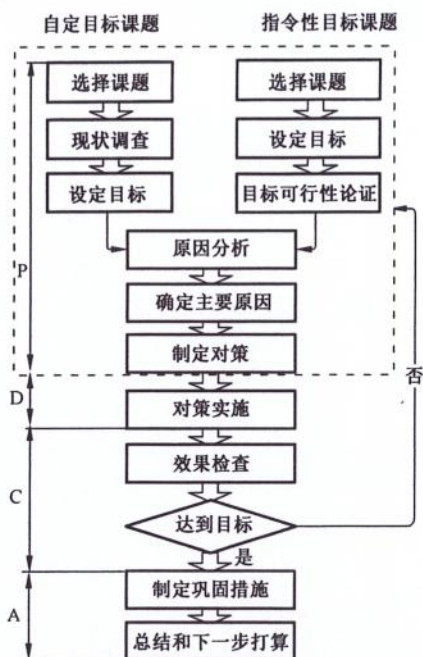 自定目标课题
指令性目标课题
选择课题
选择课题
现状调查
设定目标
设定目标
目标可行性论证
原因分析
P
确定主要原因
制定对策
否
D
对策实施
效果检查
C
达到目标
是
制定巩固措施
A
总结和下一步打算